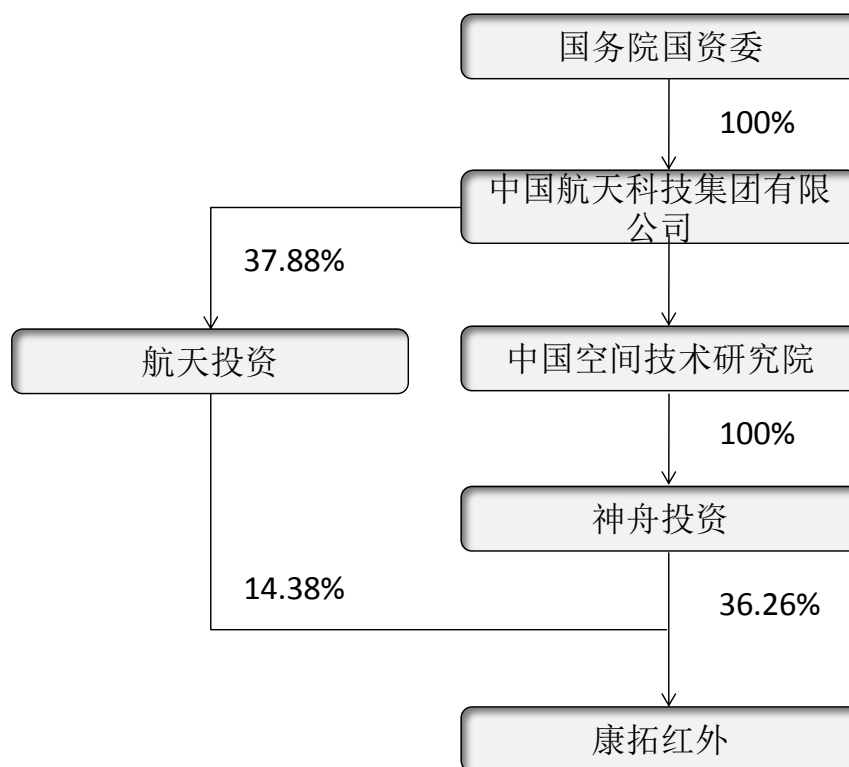 国务院国资委
100%
中国航天科技集团有限
公司
37.88%
航天投资
中国空间技术研究院
100%
神舟投资
14.38%
36.26%
康拓红外